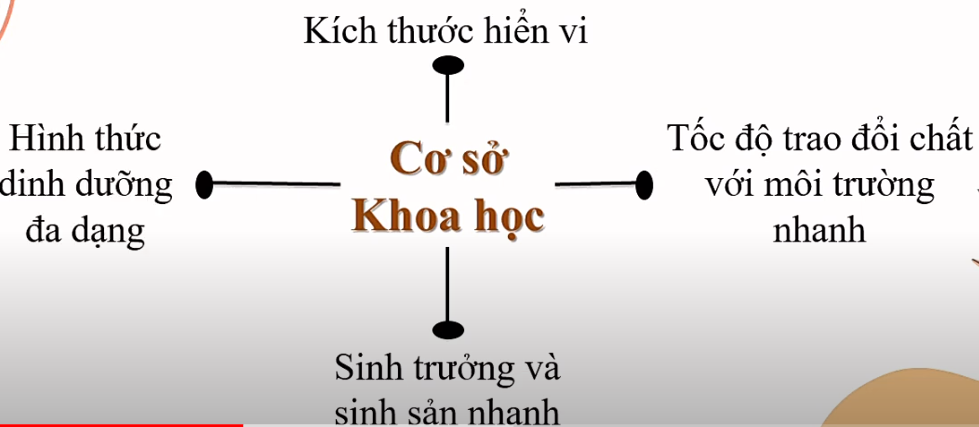 Kích thước hiển vi
Hình thức
dinh dưỡng
đa dạng
Cơ sở
Khoa học
Tốc độ trao đổi chất
với môi trường
nhanh
Sinh trưởng và
sinh sản nhanh